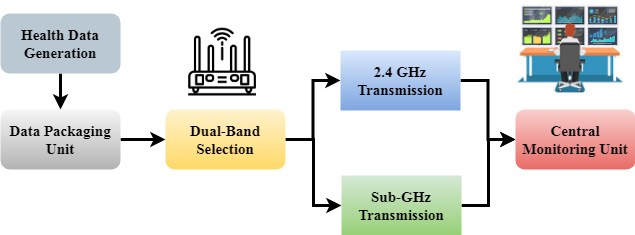 Health Data
Generation
Data Packaging
Unit
Dual-Band
Selection
2.4 GHz
Transmission
Sub-GHz
Transmission
Central
Monitoring Unit